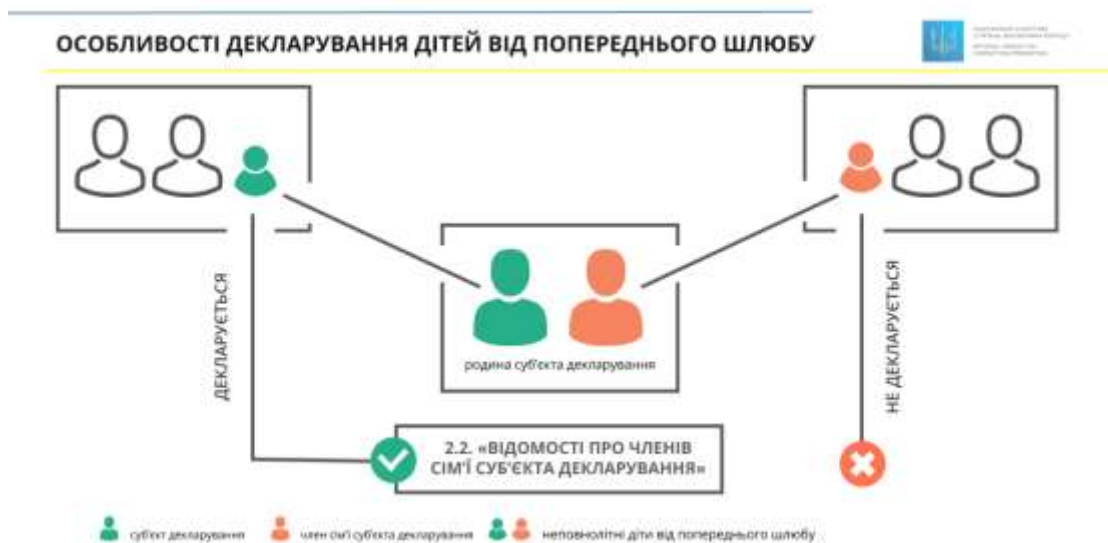 ОСОБЛИВОСТІ ДЕКЛАРУВАННЯ ДІТЕЙ ВІД ПОПЕРЕДНЬОГО ШЛЮБУ
ДЕКЛАРУЄТЬСЯ
родина суб'єкта декларування
НЕ ДЕКЛАРУЄТЬСЯ
2.2. «ВІДОМОСТІ ПРО ЧЛЕНІВ
СІМ'Ї СУБ'ЄКТА ДЕКЛАРУВАННЯ»
суб'єкт декларування
член сім'ї суб'єкта декларування
неповнолітні діти від попереднього шлюбу